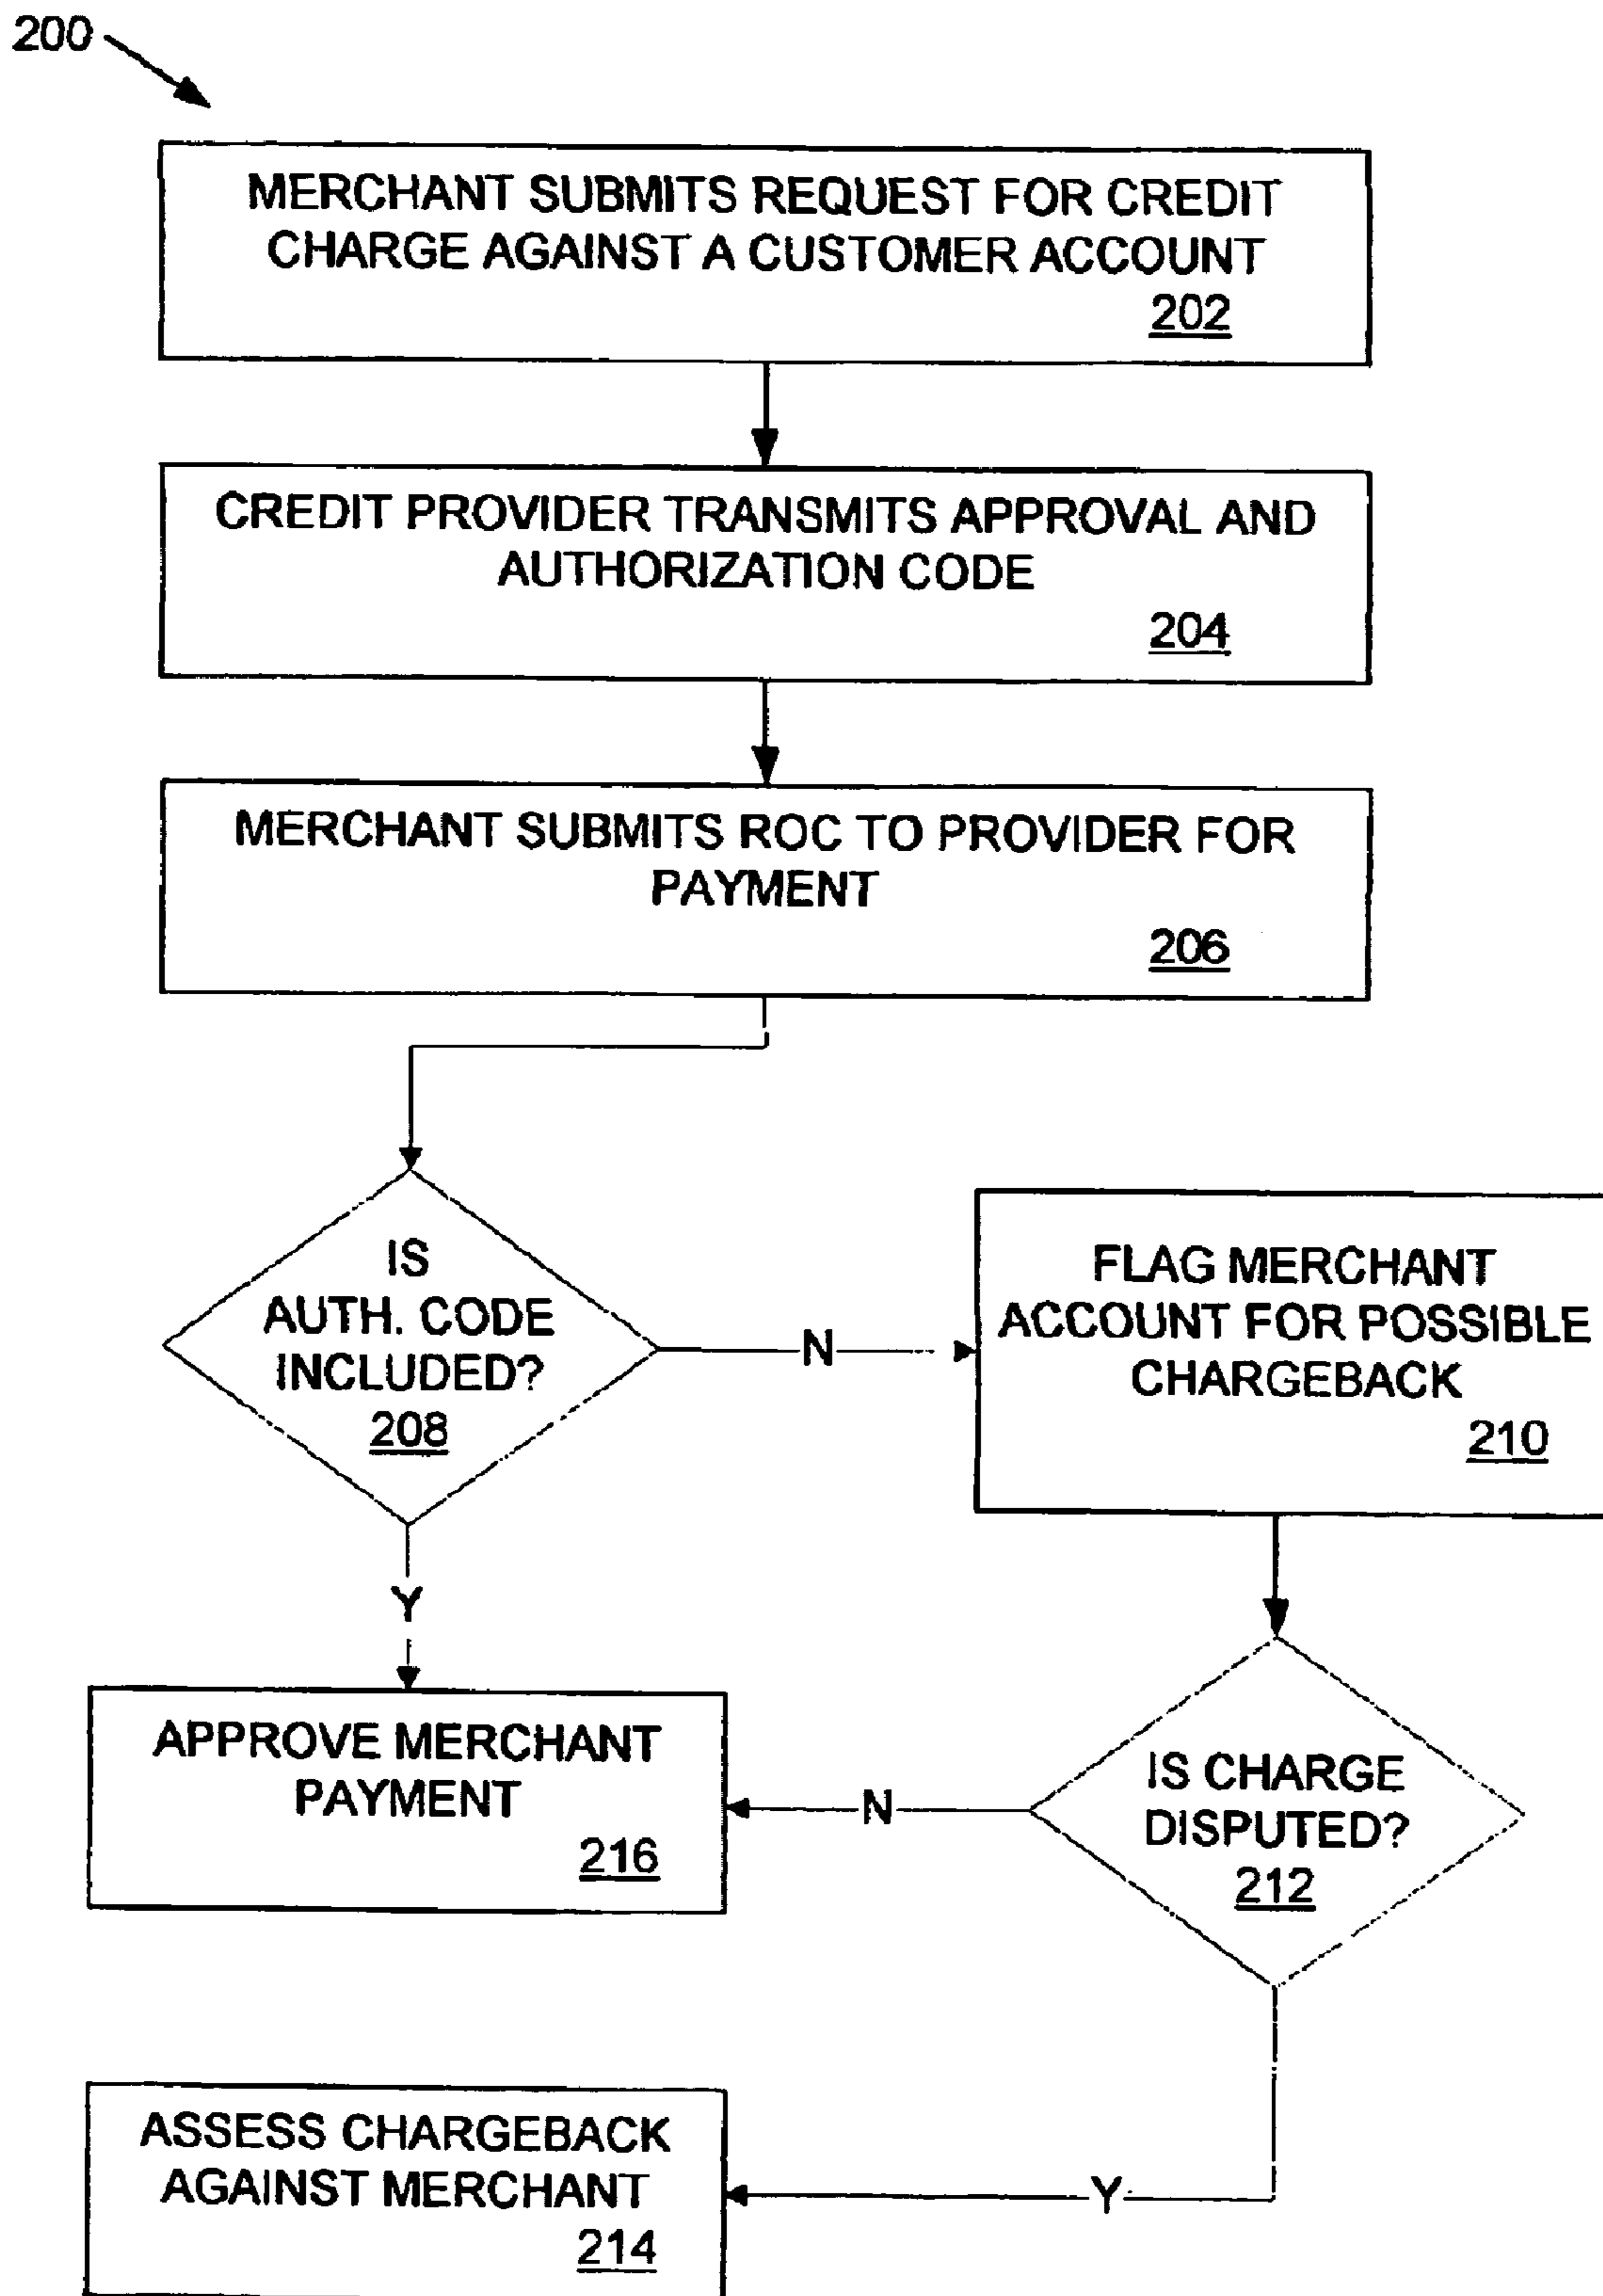 200
MERCHANT SUBMITS REQUEST FOR CREDIT
CHARGE AGAINST A CUSTOMER ACCOUNT
202
CREDIT PROVIDER TRANSMITS APPROVAL AND
AUTHORIZATION CODE
204
MERCHANT SUBMITS ROC TO PROVIDER FOR
PAYMENT
206
IS
AUTH. CODE
INCLUDED?
208
N
FLAG MERCHANT
ACCOUNT FOR POSSIBLE
CHARGEBACK
210
Y
APPROVE MERCHANT
PAYMENT
216
N
IS CHARGE
DISPUTED?
212
ASSESS CHARGEBACK
AGAINST MERCHANT
214
Y